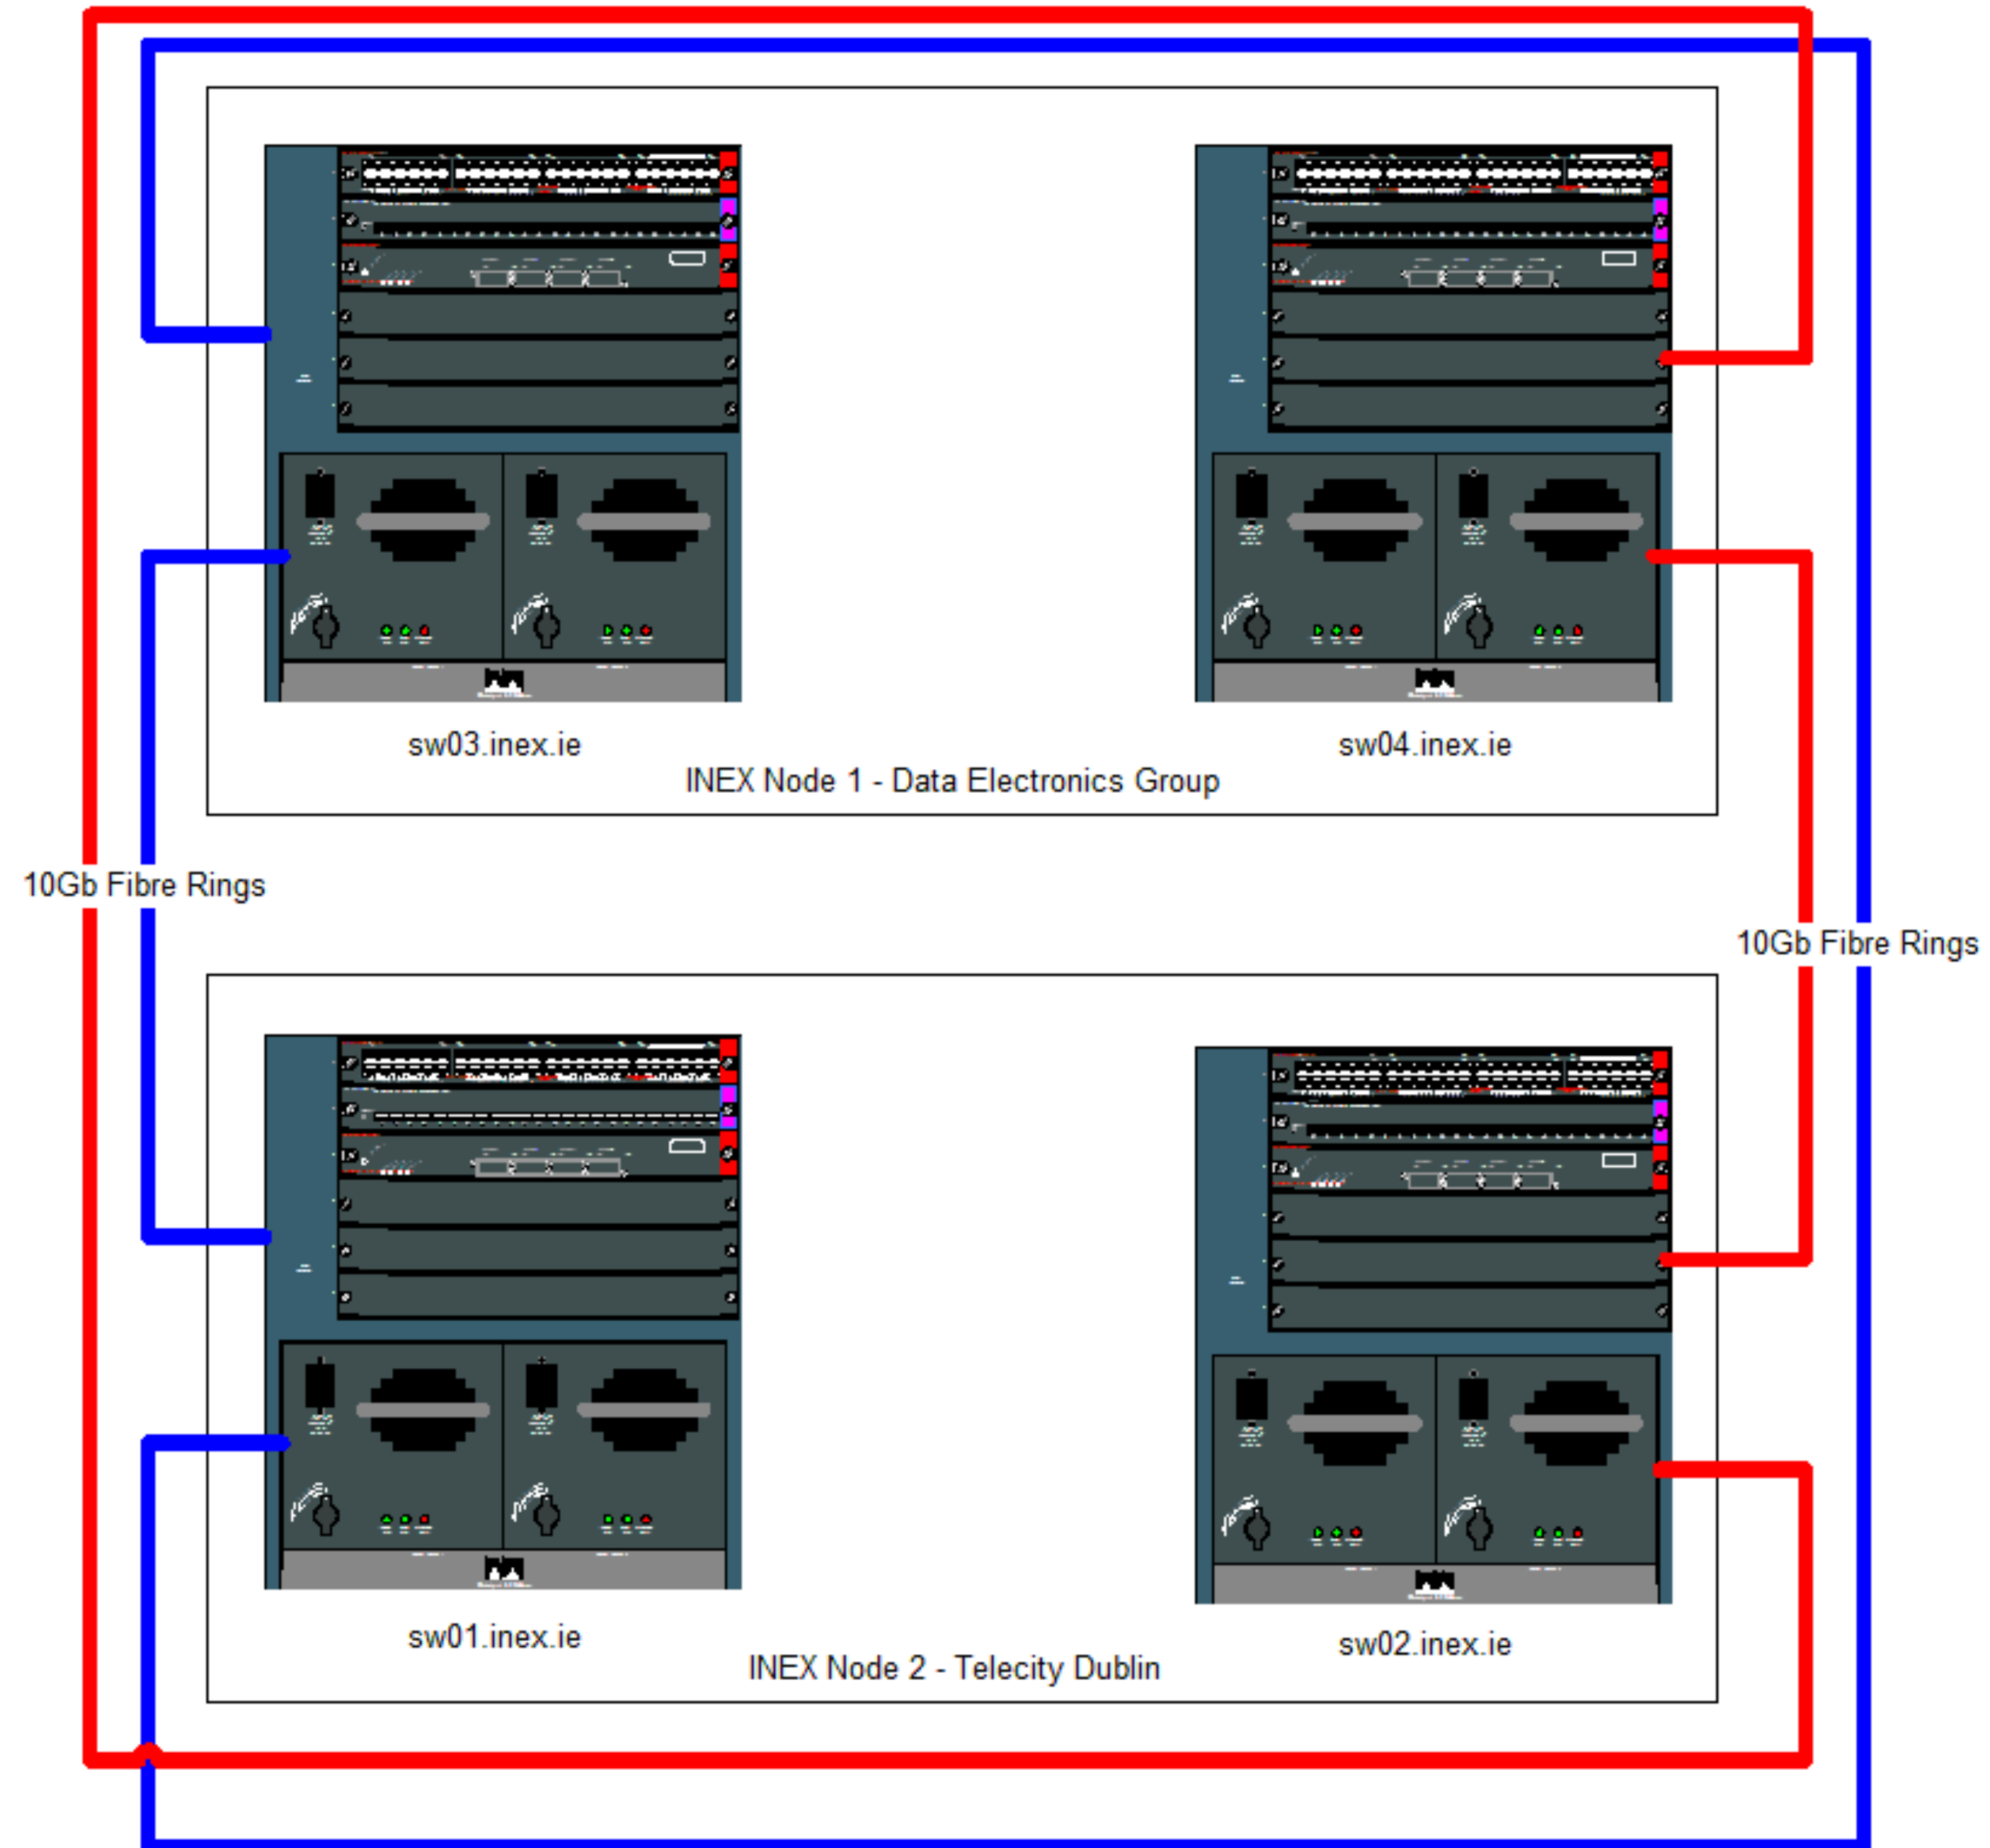 sw03.inex.ie
sw04.inex.ie
INEX Node 1 - Data Electronics Group
10Gb Fibre Rings
10Gb Fibre Rings
sw01.inex.ie
sw02.inex.ie
INEX Node 2 - Telecity Dublin